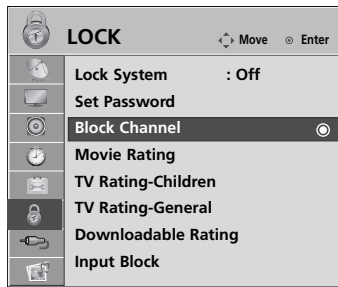 LOCK Move Enter
Lock System : Off
Set Password
Block Channel
Movie Rating
TV Rating-Children
TV Rating-General
Downloadable Rating
Input Block